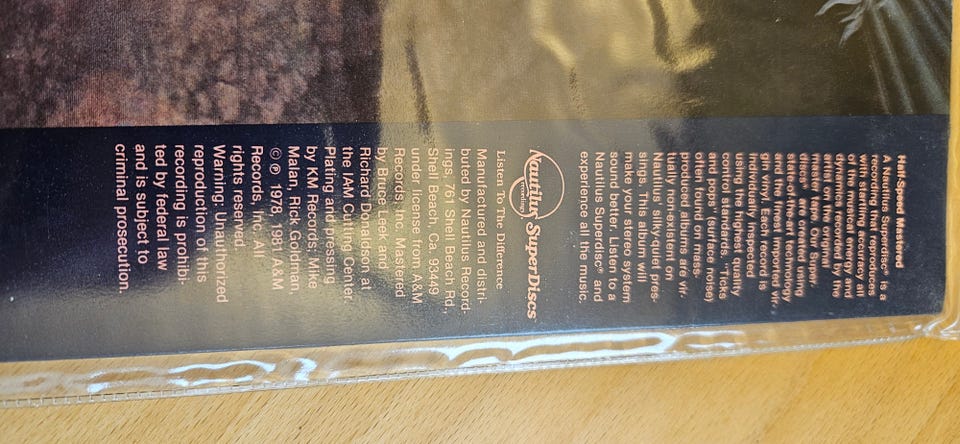 Half-Speed Mastered
A Nautilus Superdisc® is a
recording that reproduces
with startling accuracy all
of the musical energy and
dynamics recorded by the
artist on the original
master tape. Our Super-
discs® are created using
state-of-the art technology
and the finest imported vir-
gin vinyl. Each record is
individually inspected
using the highest quality
control standards. "Ticks
and pops" (surface noise)
often found on mass-
produced albums are vir-
tually non-existent on
Nautilus' silky-quiet pres-
sings. This album will
make your stereo system
sound better. Listen to a
Nautilus Superdisc® and
experience all the music.
Nautilus SuperDiscs™
Recordings
Listen To The Difference
Manufactured and distri-
buted by Nautilus Record-
ings, 761 Shell Beach Rd,
Shell Beach, Ca. 93449
under license from A&M
Records, Inc. Mastered
by Bruce Leek and
Richard Donaldson at
the IAM Cutting Center.
Plating and pressing
by KM Records; Mike
Malan, Rick Goldman,
© ℗ 1978, 1981 A&M
Records, Inc. All
rights reserved
Warning: Unauthorized
reproduction of this
recording is prohibi-
ted by federal law
and is subject to
criminal prosecution.